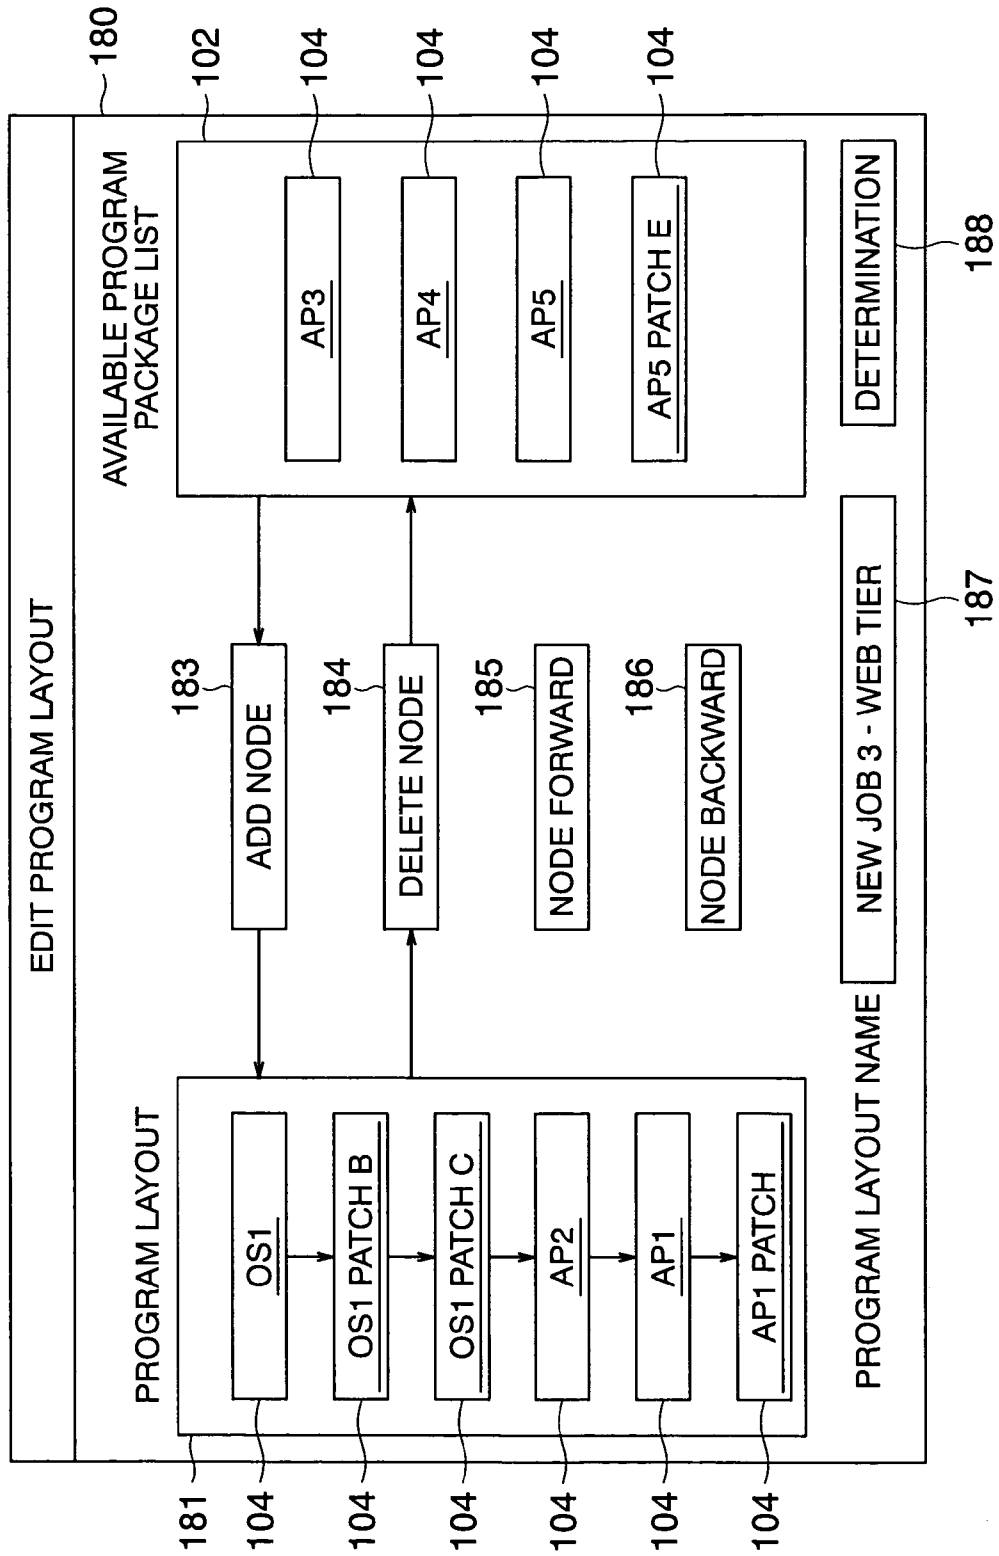 EDIT PROGRAM LAYOUT
180
PROGRAM LAYOUT
181
OS1
104
OS1 PATCH B
104
OS1 PATCH C
104
AP2
104
AP1
104
AP1 PATCH
104
ADD NODE
183
DELETE NODE
184
NODE FORWARD
185
NODE BACKWARD
186
AVAILABLE PROGRAM
PACKAGE LIST
102
AP3
104
AP4
104
AP5
104
AP5 PATCH E
104
PROGRAM LAYOUT NAME
NEW JOB 3 - WEB TIER
187
DETERMINATION
188